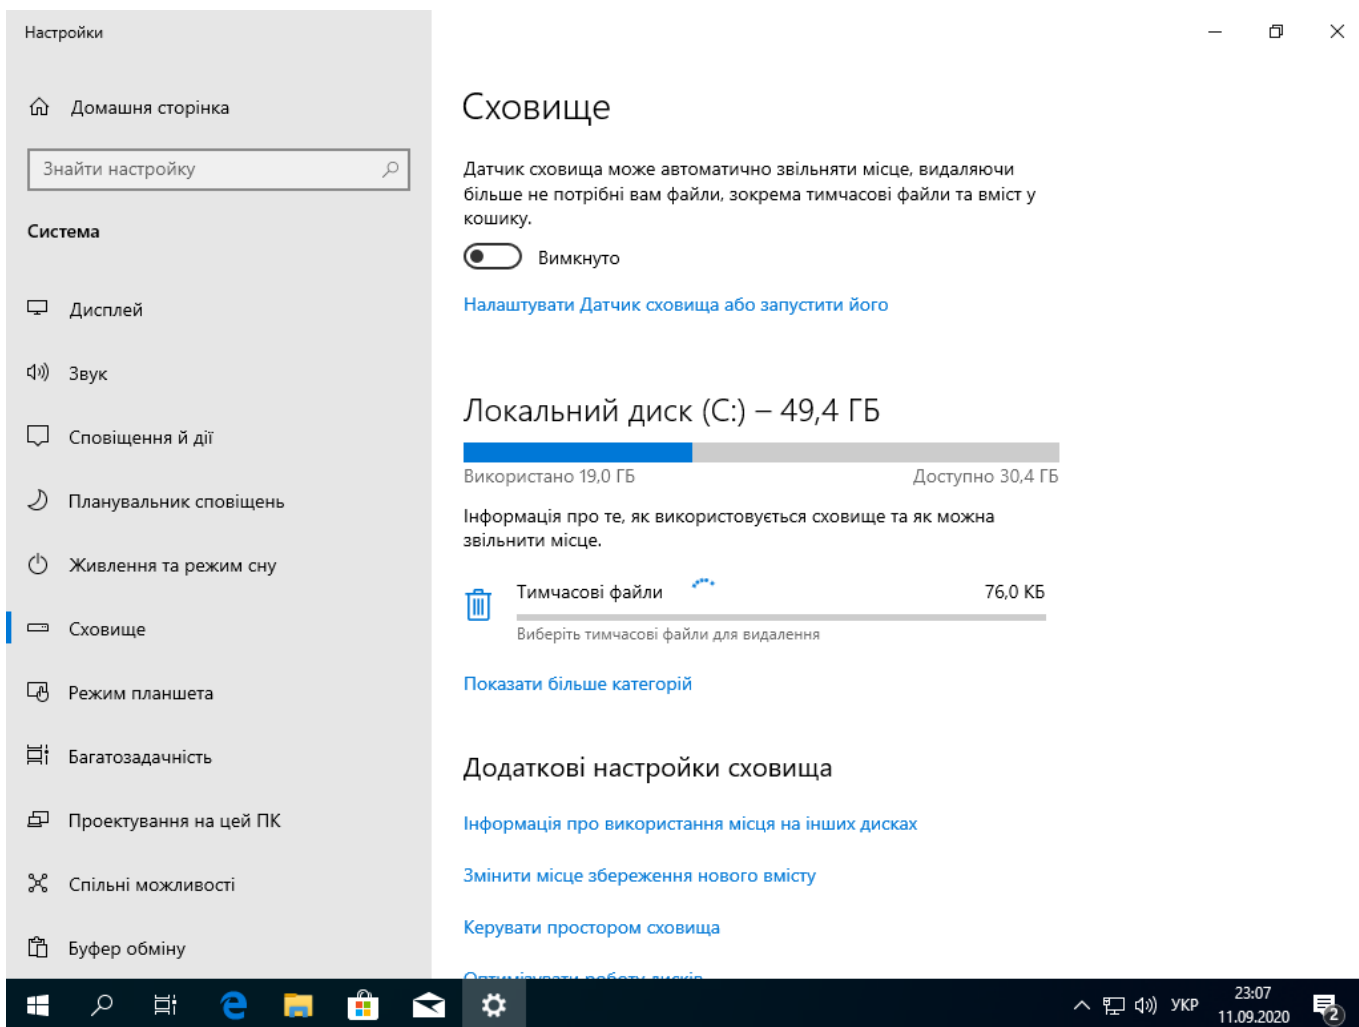 Настройки
Домашня сторінка
Знайти настройку
Система
Дисплей
Звук
Сповіщення й дії
Планувальник сповіщень
Живлення та режим сну
Сховище
Режим планшета
Багатозадачність
Проектування на цей ПК
Спільні можливості
Буфер обміну
Сховище
Датчик сховища може автоматично звільняти місце, видаляючи
більше не потрібні вам файли, зокрема тимчасові файли та вміст у
кошику.
Вимкнуто
Налаштувати Датчик сховища або запустити його
Локальний диск (C:) – 49,4 ГБ
Використано 19,0 ГБ
Доступно 30,4 ГБ
Інформація про те, як використовується сховище та як можна
звільнити місце.
Тимчасові файли
76,0 КБ
Виберіть тимчасові файли для видалення
Показати більше категорій
Додаткові настройки сховища
Інформація про використання місця на інших дисках
Змінити місце збереження нового вмісту
Керувати простором сховища
Оптимізувати роботу дисків
УКР
23:07
11.09.2020
2